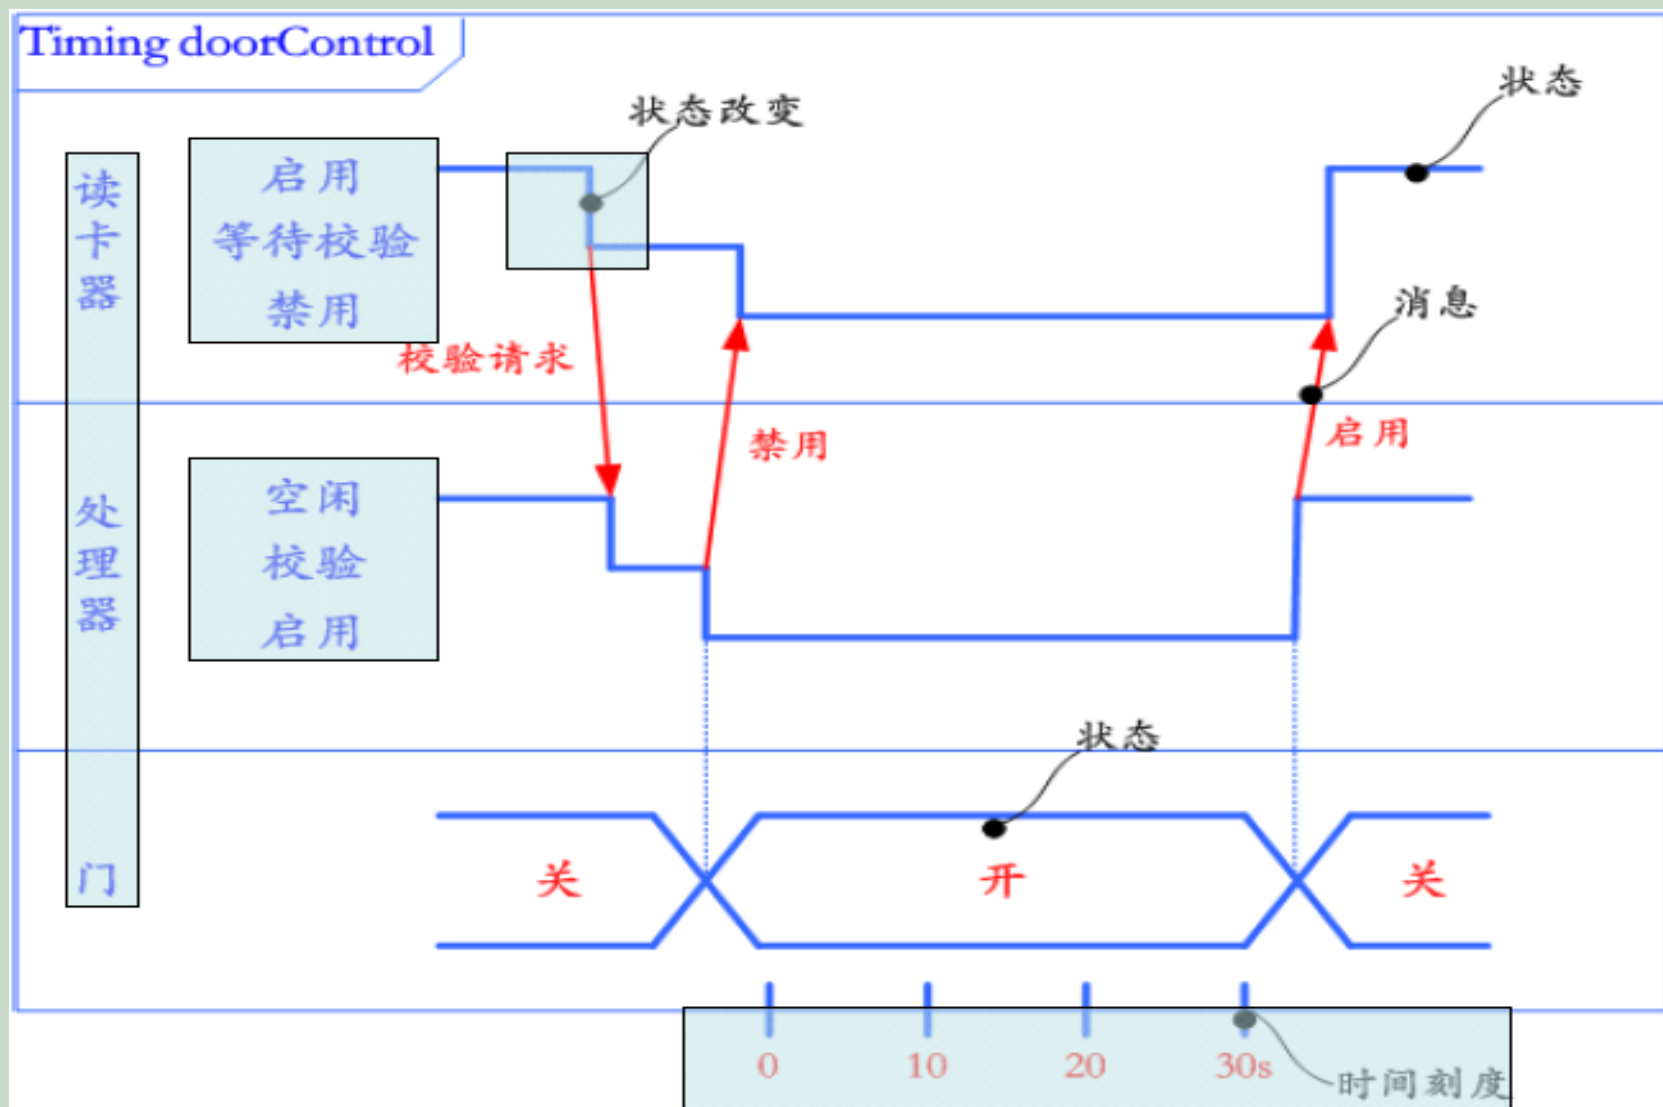 Timing doorControl
状态改变
状态
读卡器
启用
等待校验
禁用
消息
校验请求
禁用
启用
处理器
空闲
校验
启用
状态
门
关
开
关
0
10
20
30s
时间刻度